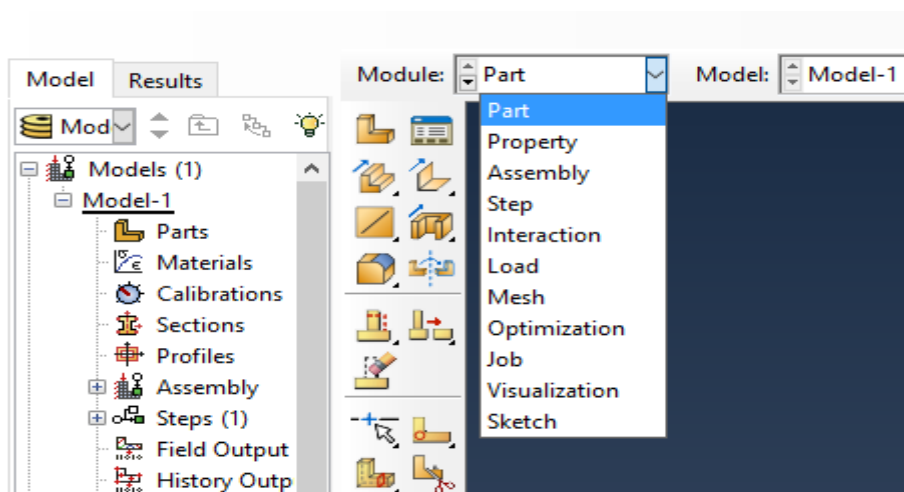 Model Results
Module: Part Model: Model-1
Mod
Part
Property
Assembly
Step
Interaction
Load
Mesh
Optimization
Job
Visualization
Sketch
Models (1)
Model-1
Parts
Materials
Calibrations
Sections
Profiles
Assembly
Steps (1)
Field Output
History Outp